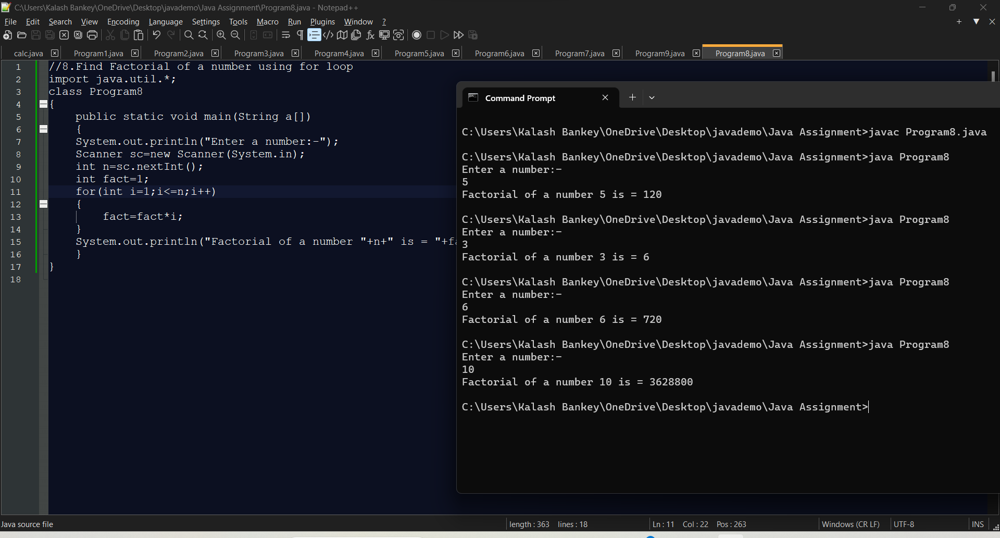 C:\Users\Kalash Bankey\OneDrive\Desktop\javademo\Java Assignment\Program8.java - Notepad++
File Edit Search View Encoding Language Settings Tools Macro Run Plugins Window ?
calc.java Program1.java Program2.java Program3.java Program4.java Program5.java Program6.java Program7.java Program9.java Program8.java
1 //8.Find Factorial of a number using for loop
2 import java.util.*;
3 class Program8
4 {
5 public static void main(String a[])
6 {
7 System.out.println("Enter a number:-");
8 Scanner sc=new Scanner(System.in);
9 int n=sc.nextInt();
10 int fact=1;
11 for(int i=1;i<=n;i++)
12 {
13 fact=fact*i;
14 }
15 System.out.println("Factorial of a number "+n+" is = "+fa
16 }
17 }
18
Command Prompt
C:\Users\Kalash Bankey\OneDrive\Desktop\javademo\Java Assignment>javac Program8.java
C:\Users\Kalash Bankey\OneDrive\Desktop\javademo\Java Assignment>java Program8
Enter a number:-
5
Factorial of a number 5 is = 120
C:\Users\Kalash Bankey\OneDrive\Desktop\javademo\Java Assignment>java Program8
Enter a number:-
3
Factorial of a number 3 is = 6
C:\Users\Kalash Bankey\OneDrive\Desktop\javademo\Java Assignment>java Program8
Enter a number:-
6
Factorial of a number 6 is = 720
C:\Users\Kalash Bankey\OneDrive\Desktop\javademo\Java Assignment>java Program8
Enter a number:-
10
Factorial of a number 10 is = 3628800
C:\Users\Kalash Bankey\OneDrive\Desktop\javademo\Java Assignment>
Java source file length : 363 lines : 18 Ln : 11 Col : 22 Pos : 263 Windows (CR LF) UTF-8 INS